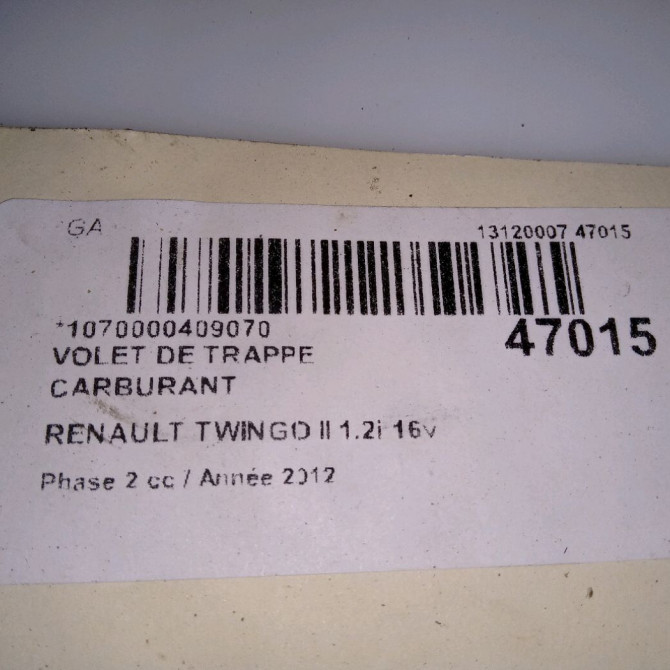 GA
13120007 47015
*1070000409070
47015
VOLET DE TRAPPE
CARBURANT
RENAULT TWINGO II 1.2i 16v
Phase 2 cc / Année 2012